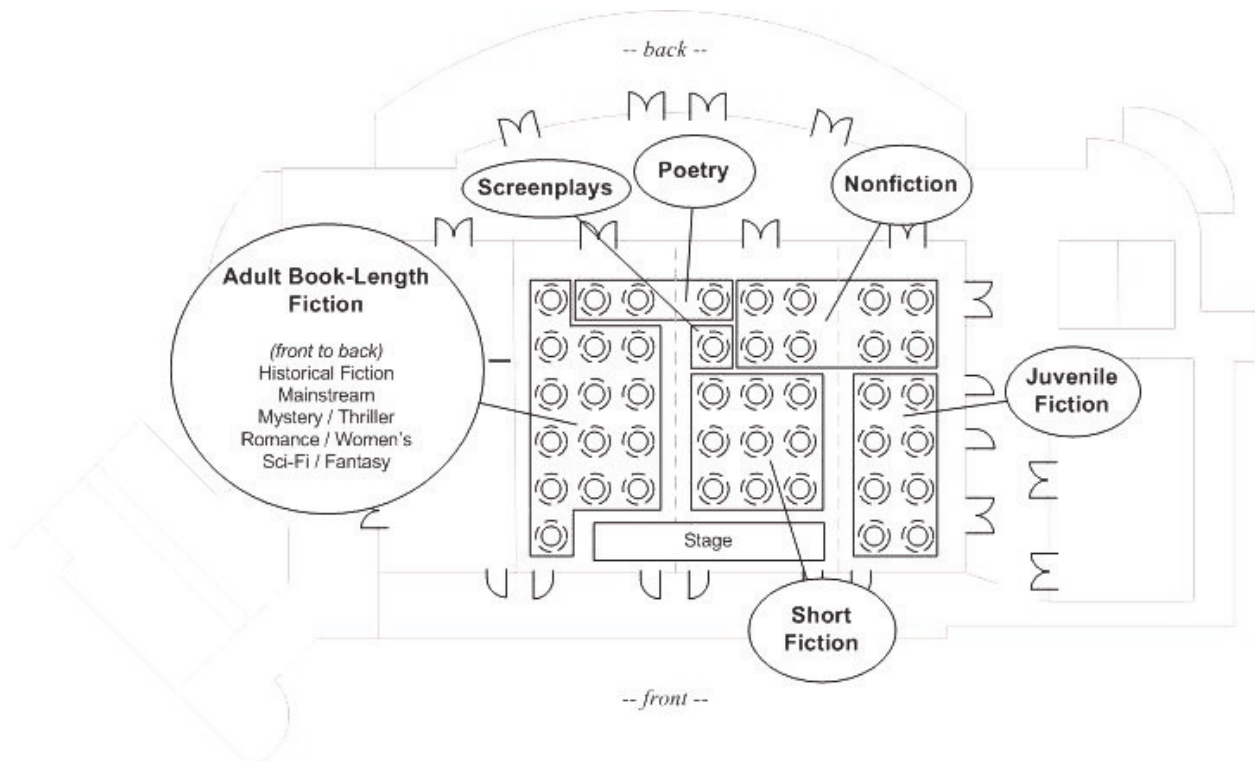 -- back --
Poetry
Screenplays
Nonfiction
Adult Book-Length
Fiction
(front to back)
Historical Fiction
Mainstream
Mystery / Thriller
Romance / Women's
Sci-Fi / Fantasy
Juvenile
Fiction
Stage
Short
Fiction
-- front --